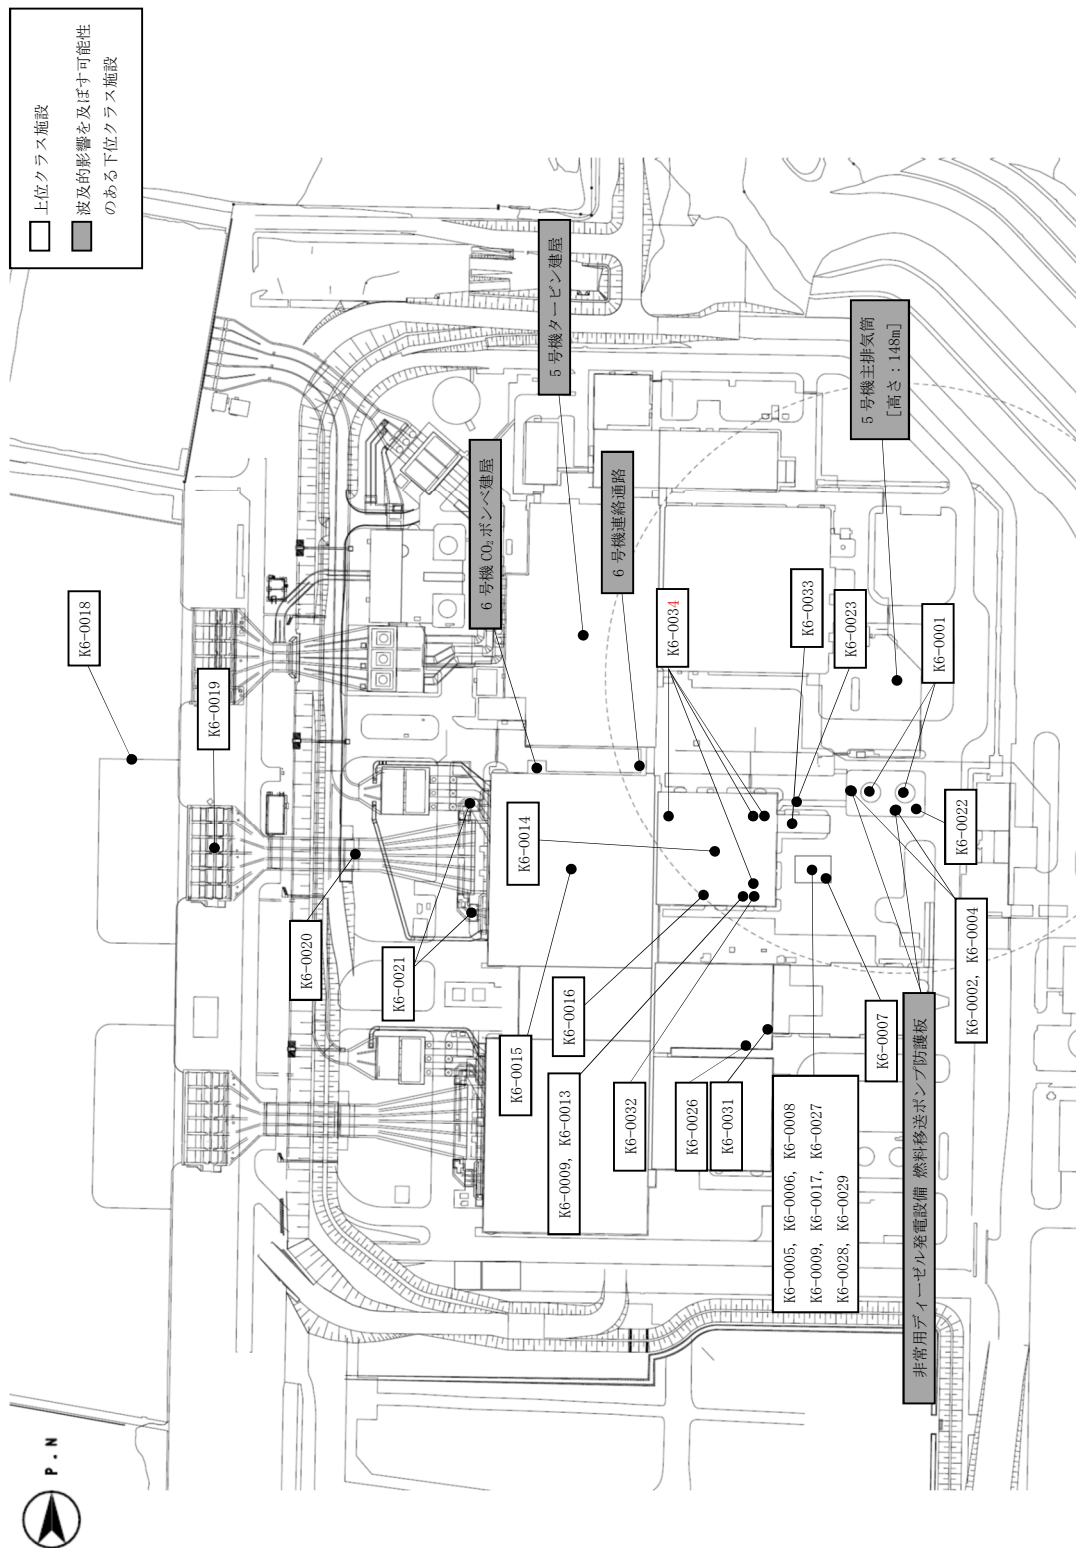 上位クラス施設
波及的影響を及ぼす可能性
のある下位クラス施設
K6-0018
K6-0019
5号機タービン建屋
6号機 CO₂ ボンベ建屋
6号機連絡通路
5号機主排気筒
[高さ：148m]
K6-0034
K6-0033
K6-0023
K6-0001
K6-0014
K6-0022
K6-0020
K6-0021
K6-0016
K6-0015
K6-0009, K6-0013
K6-0032
K6-0026
K6-0031
K6-0007
K6-0002, K6-0004
K6-0005, K6-0006, K6-0008
K6-0009, K6-0017, K6-0027
K6-0028, K6-0029
非常用ディーゼル発電設備 燃料移送ポンプ防護板
P.N